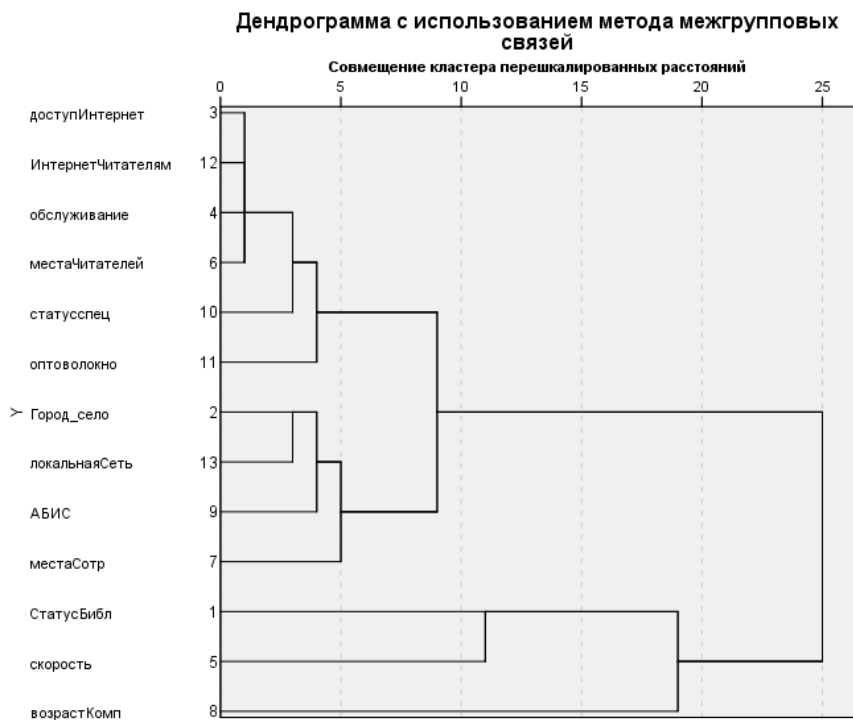 Дендрограмма с использованием метода межгрупповых
связей
Совмещение кластера перешкалированных расстояний
0 5 10 15 20 25
доступИнтернет 3
ИнтернетЧитателям 12
обслуживание 4
местаЧитателей 6
статусспец 10
оптоволокно 11
Y Город_село 2
локальнаяСеть 13
АБИС 9
местаСотр 7
СтатусБибл 1
скорость 5
возрастКомп 8